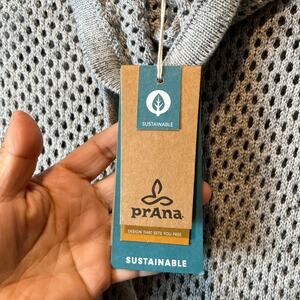 SUSTAINABLE
prAna
DESIGN THAT SETS YOU FREE
SUSTAINABLE